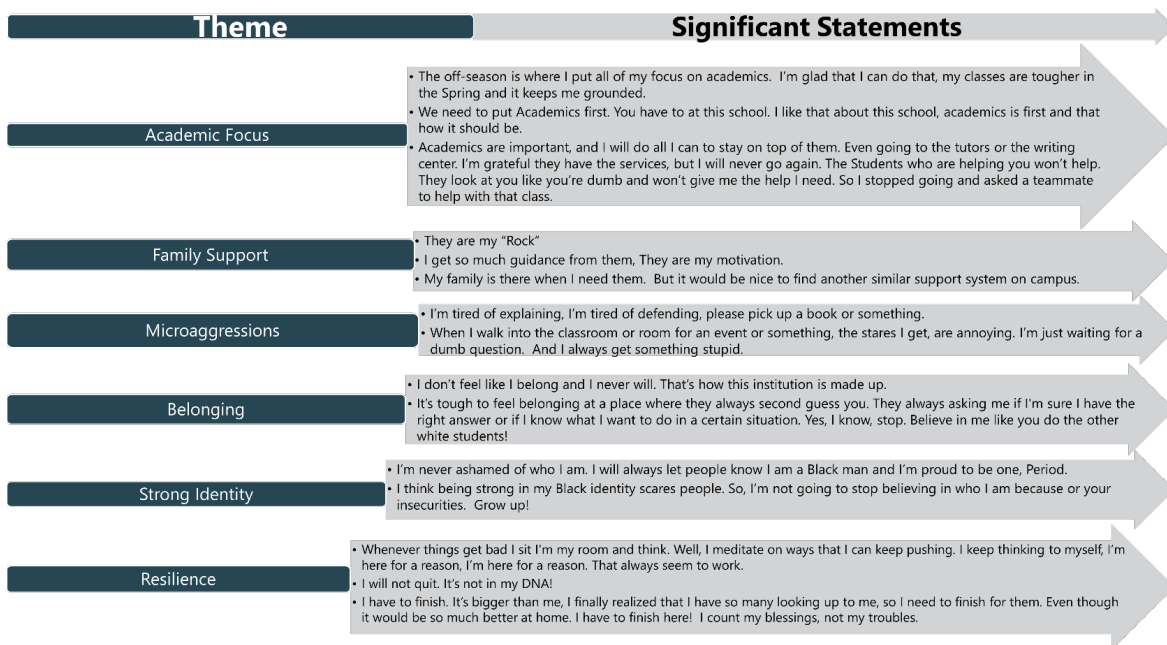 Theme
Significant Statements
Academic Focus
• The off-season is where I put all of my focus on academics.  I'm glad that I can do that, my classes are tougher in
the Spring and it keeps me grounded.
• We need to put Academics first. You have to at this school. I like that about this school, academics is first and that
how it should be.
• Academics are important, and I will do all I can to stay on top of them. Even going to the tutors or the writing
center. I'm grateful they have the services, but I will never go again. The Students who are helping you won't help.
They look at you like you're dumb and won't give me the help I need. So I stopped going and asked a teammate
to help with that class.
Family Support
• They are my “Rock”
• I get so much guidance from them, They are my motivation.
• My family is there when I need them.  But it would be nice to find another similar support system on campus.
Microaggressions
• I'm tired of explaining, I'm tired of defending, please pick up a book or something.
• When I walk into the classroom or room for an event or something, the stares I get, are annoying. I'm just waiting for a
dumb question.  And I always get something stupid.
Belonging
• I don't feel like I belong and I never will. That's how this institution is made up.
• It's tough to feel belonging at a place where they always second guess you. They always asking me if I'm sure I have the
right answer or if I know what I want to do in a certain situation. Yes, I know, stop. Believe in me like you do the other
white students!
Strong Identity
• I'm never ashamed of who I am. I will always let people know I am a Black man and I'm proud to be one, Period.
• I think being strong in my Black identity scares people. So, I'm not going to stop believing in who I am because or your
insecurities.  Grow up!
Resilience
• Whenever things get bad I sit I'm my room and think. Well, I meditate on ways that I can keep pushing. I keep thinking to myself, I'm
here for a reason, I'm here for a reason. That always seem to work.
• I will not quit. It's not in my DNA!
• I have to finish. It's bigger than me, I finally realized that I have so many looking up to me, so I need to finish for them. Even though
it would be so much better at home. I have to finish here!  I count my blessings, not my troubles.